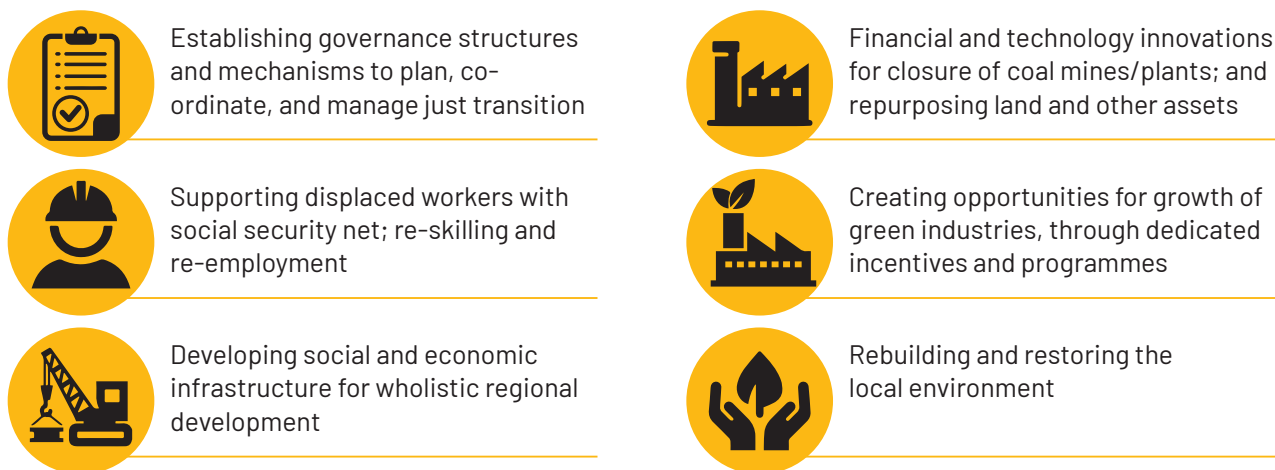 Establishing governance structures
and mechanisms to plan, co-
ordinate, and manage just transition
Supporting displaced workers with
social security net; re-skilling and
re-employment
Developing social and economic
infrastructure for wholistic regional
development
Financial and technology innovations
for closure of coal mines/plants; and
repurposing land and other assets
Creating opportunities for growth of
green industries, through dedicated
incentives and programmes
Rebuilding and restoring the
local environment